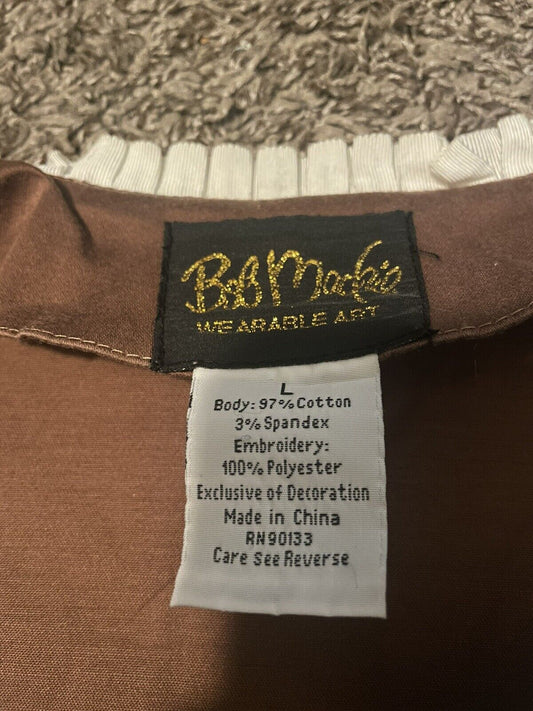 Bob Mackie
WEARABLE ART
L
Body: 97% Cotton
3% Spandex
Embroidery:
100% Polyester
Exclusive of Decoration
Made in China
RN90133
Care See Reverse